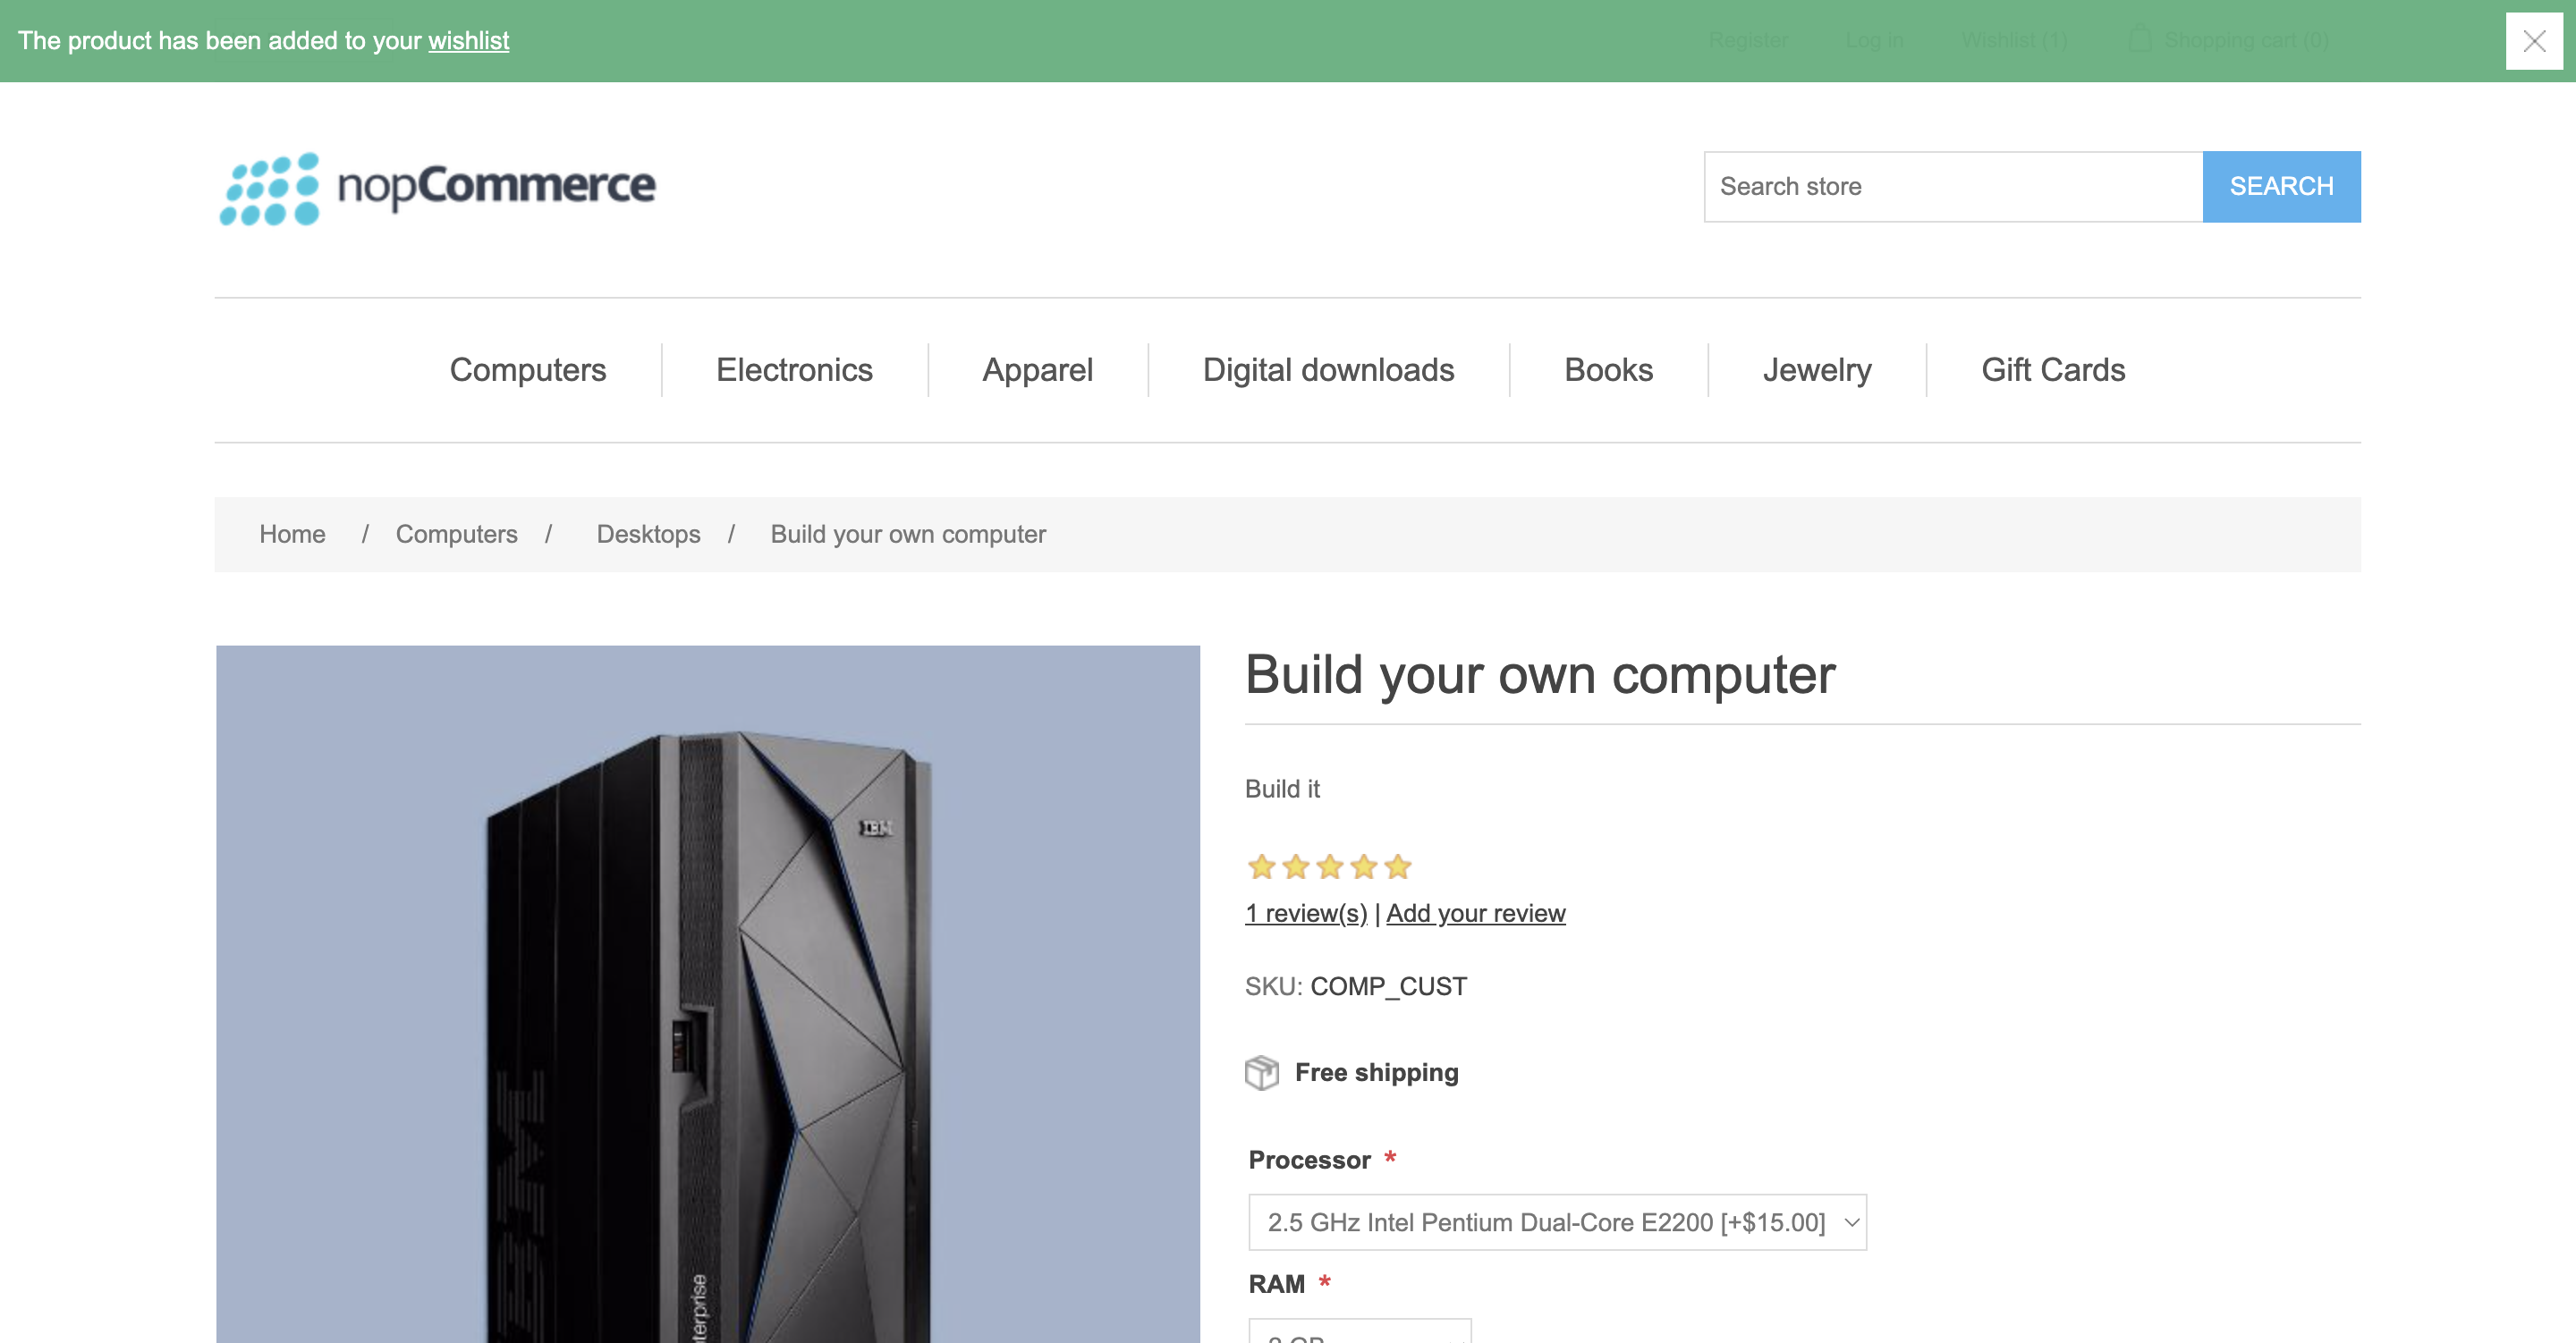 The product has been added to your wishlist
Register Log in Wishlist (1) Shopping cart (0)
nopCommerce
Search store SEARCH
Computers Electronics Apparel Digital downloads Books Jewelry Gift Cards
Home / Computers / Desktops / Build your own computer
Build your own computer
Build it
IBM
1 review(s) | Add your review
SKU: COMP_CUST
Free shipping
Processor *
2.5 GHz Intel Pentium Dual-Core E2200 [+$15.00]
RAM *
IBM